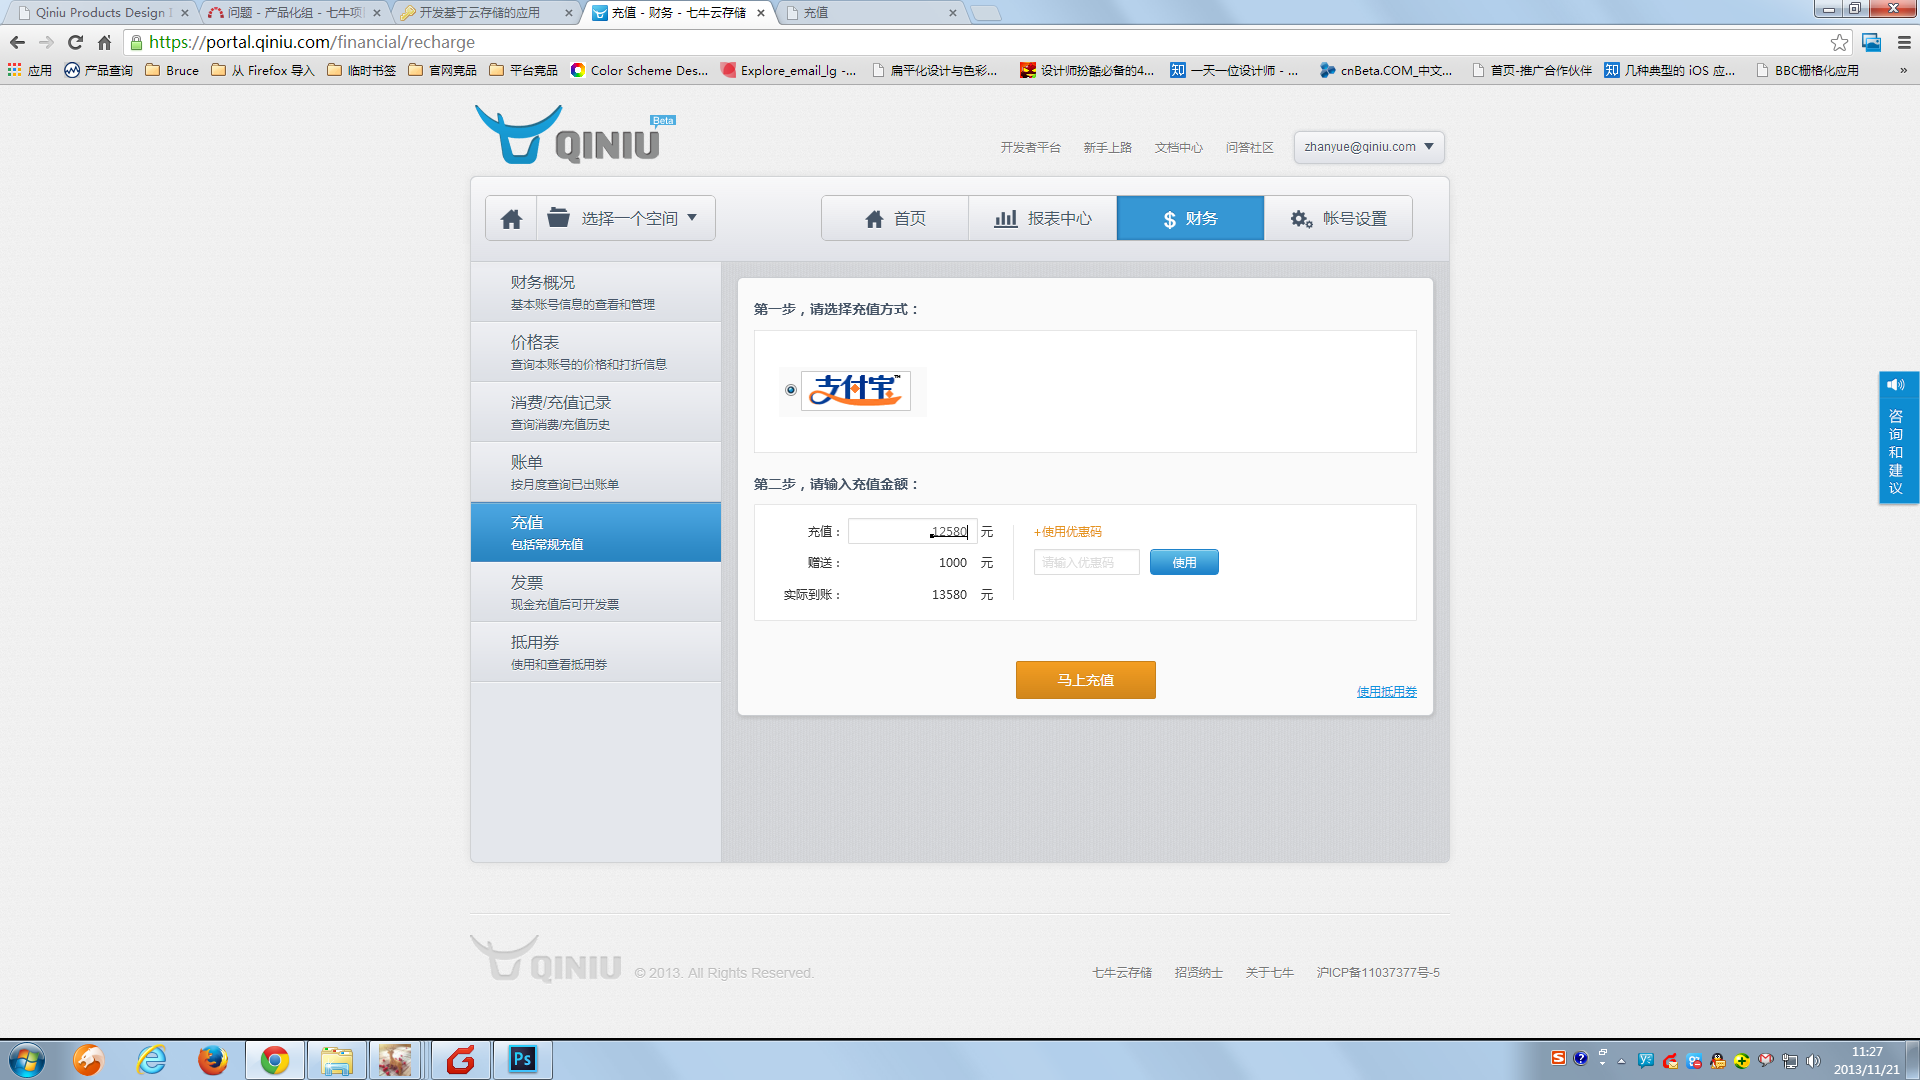 Qiniu Products Design
问题 - 产品化组 - 七牛项
开发基于云存储的应用
充值 - 财务 - 七牛云存储
充值
https://portal.qiniu.com/financial/recharge
应用
产品查询
Bruce
从 Firefox 导入
临时书签
官网竞品
平台竞品
Color Scheme Des...
Explore_email_lg -...
扁平化设计与色彩...
设计师扮酷必备的4...
知 一天一位设计师 - ...
cnBeta.COM_中文...
首页-推广合作伙伴
知 几种典型的 iOS 应...
BBC栅格化应用
»
QINIU Beta
开发者平台
新手上路
文档中心
问答社区
zhanyue@qiniu.com
选择一个空间
首页
报表中心
$ 财务
帐号设置
财务概况
基本账号信息的查看和管理
价格表
查询本账号的价格和打折信息
消费/充值记录
查询消费/充值历史
账单
按月度查询已出账单
充值
包括常规充值
发票
现金充值后可开发票
抵用券
使用和查看抵用券
第一步，请选择充值方式：
支付宝™
第二步，请输入充值金额：
充值： 12580 元
赠送： 1000 元
实际到账： 13580 元
+使用优惠码
请输入优惠码
使用
马上充值
使用抵用券
咨
询
和
建
议
QINIU © 2013. All Rights Reserved.
七牛云存储
招贤纳士
关于七牛
沪ICP备11037377号-5
Ps
11:27
2013/11/21